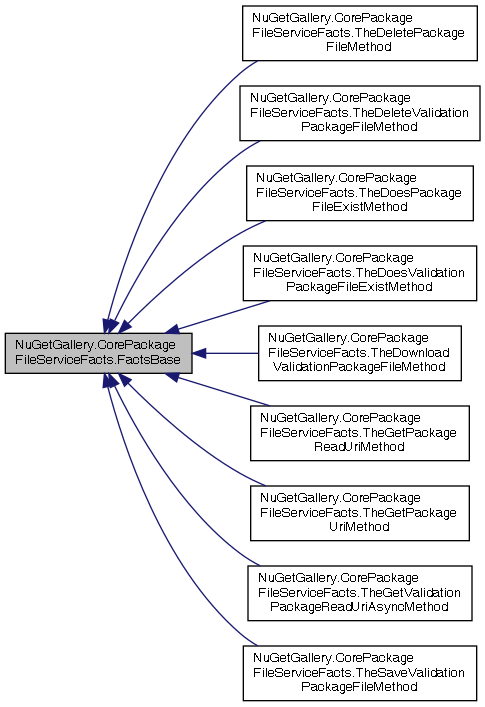 NuGetGallery.CorePackage
FileServiceFacts.TheDeletePackage
FileMethod
NuGetGallery.CorePackage
FileServiceFacts.TheDeleteValidation
PackageFileMethod
NuGetGallery.CorePackage
FileServiceFacts.TheDoesPackage
FileExistMethod
NuGetGallery.CorePackage
FileServiceFacts.TheDoesValidation
PackageFileExistMethod
NuGetGallery.CorePackage
FileServiceFacts.FactsBase
NuGetGallery.CorePackage
FileServiceFacts.TheDownload
ValidationPackageFileMethod
NuGetGallery.CorePackage
FileServiceFacts.TheGetPackage
ReadUriMethod
NuGetGallery.CorePackage
FileServiceFacts.TheGetPackage
UriMethod
NuGetGallery.CorePackage
FileServiceFacts.TheGetValidation
PackageReadUriAsyncMethod
NuGetGallery.CorePackage
FileServiceFacts.TheSaveValidation
PackageFileMethod